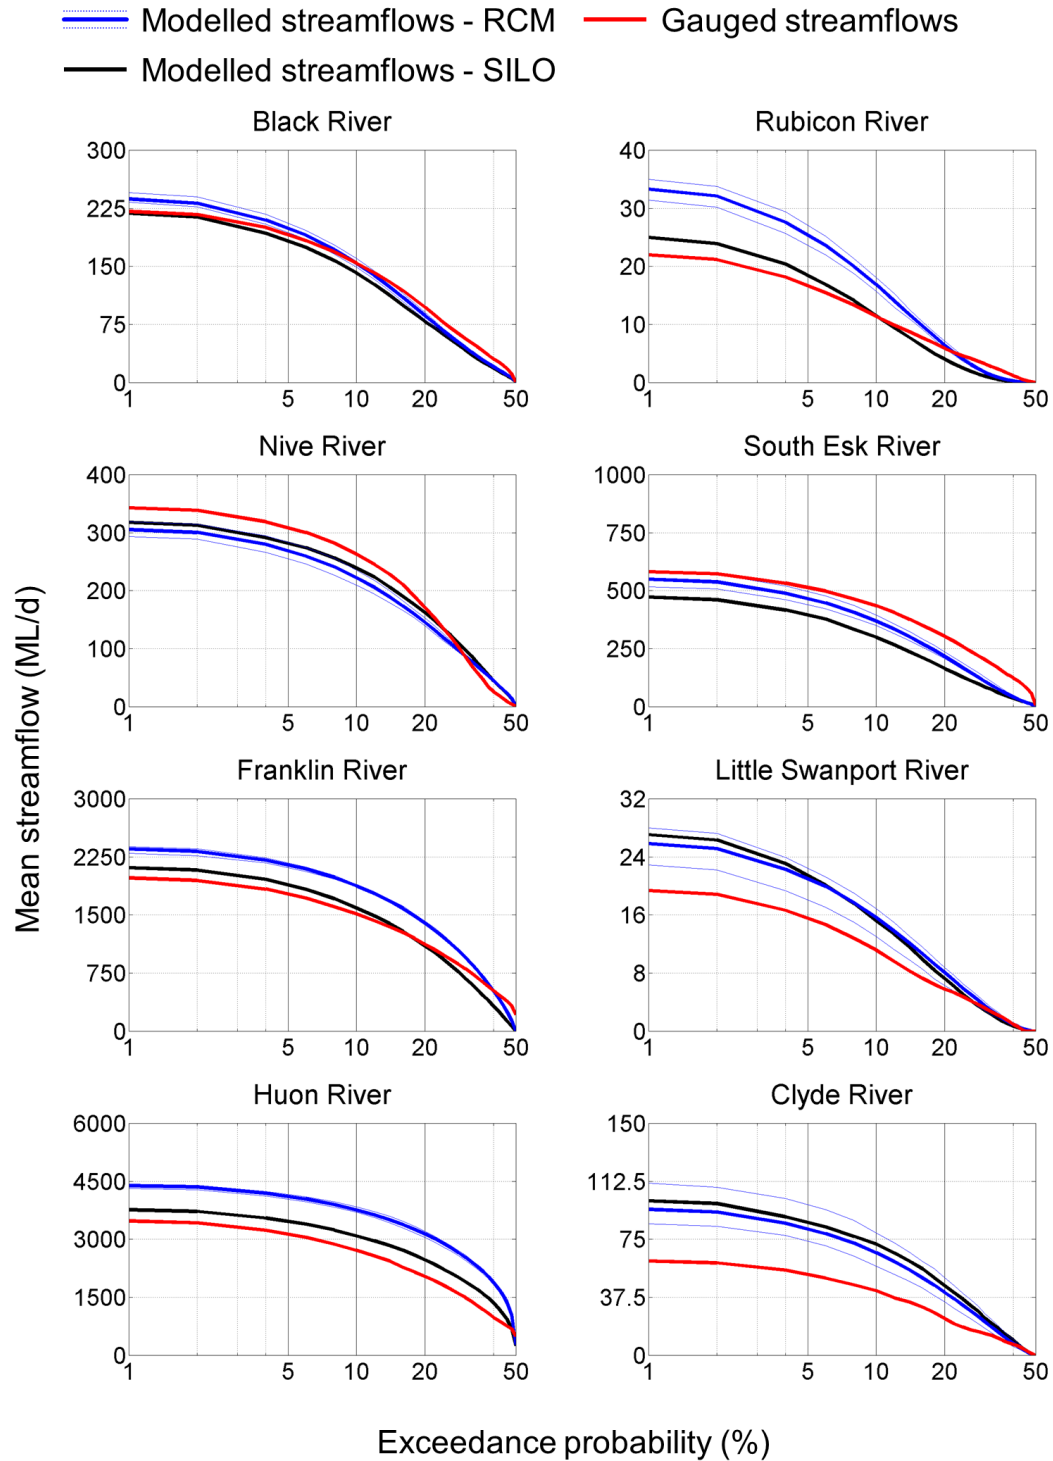 Modelled streamflows - RCM Gauged streamflows
Modelled streamflows - SILO
Black River Rubicon River
300 40
225 30
150 20
75 10
0 0
1 5 10 20 50 1 5 10 20 50
Nive River South Esk River
400 1000
300 750
200 500
100 250
0 0
1 5 10 20 50 1 5 10 20 50
Mean streamflow (ML/d)
Franklin River Little Swanport River
3000 32
2250 24
1500 16
750 8
0 0
1 5 10 20 50 1 5 10 20 50
Huon River Clyde River
6000 150
4500 112.5
3000 75
1500 37.5
0 0
1 5 10 20 50 1 5 10 20 50
Exceedance probability (%)